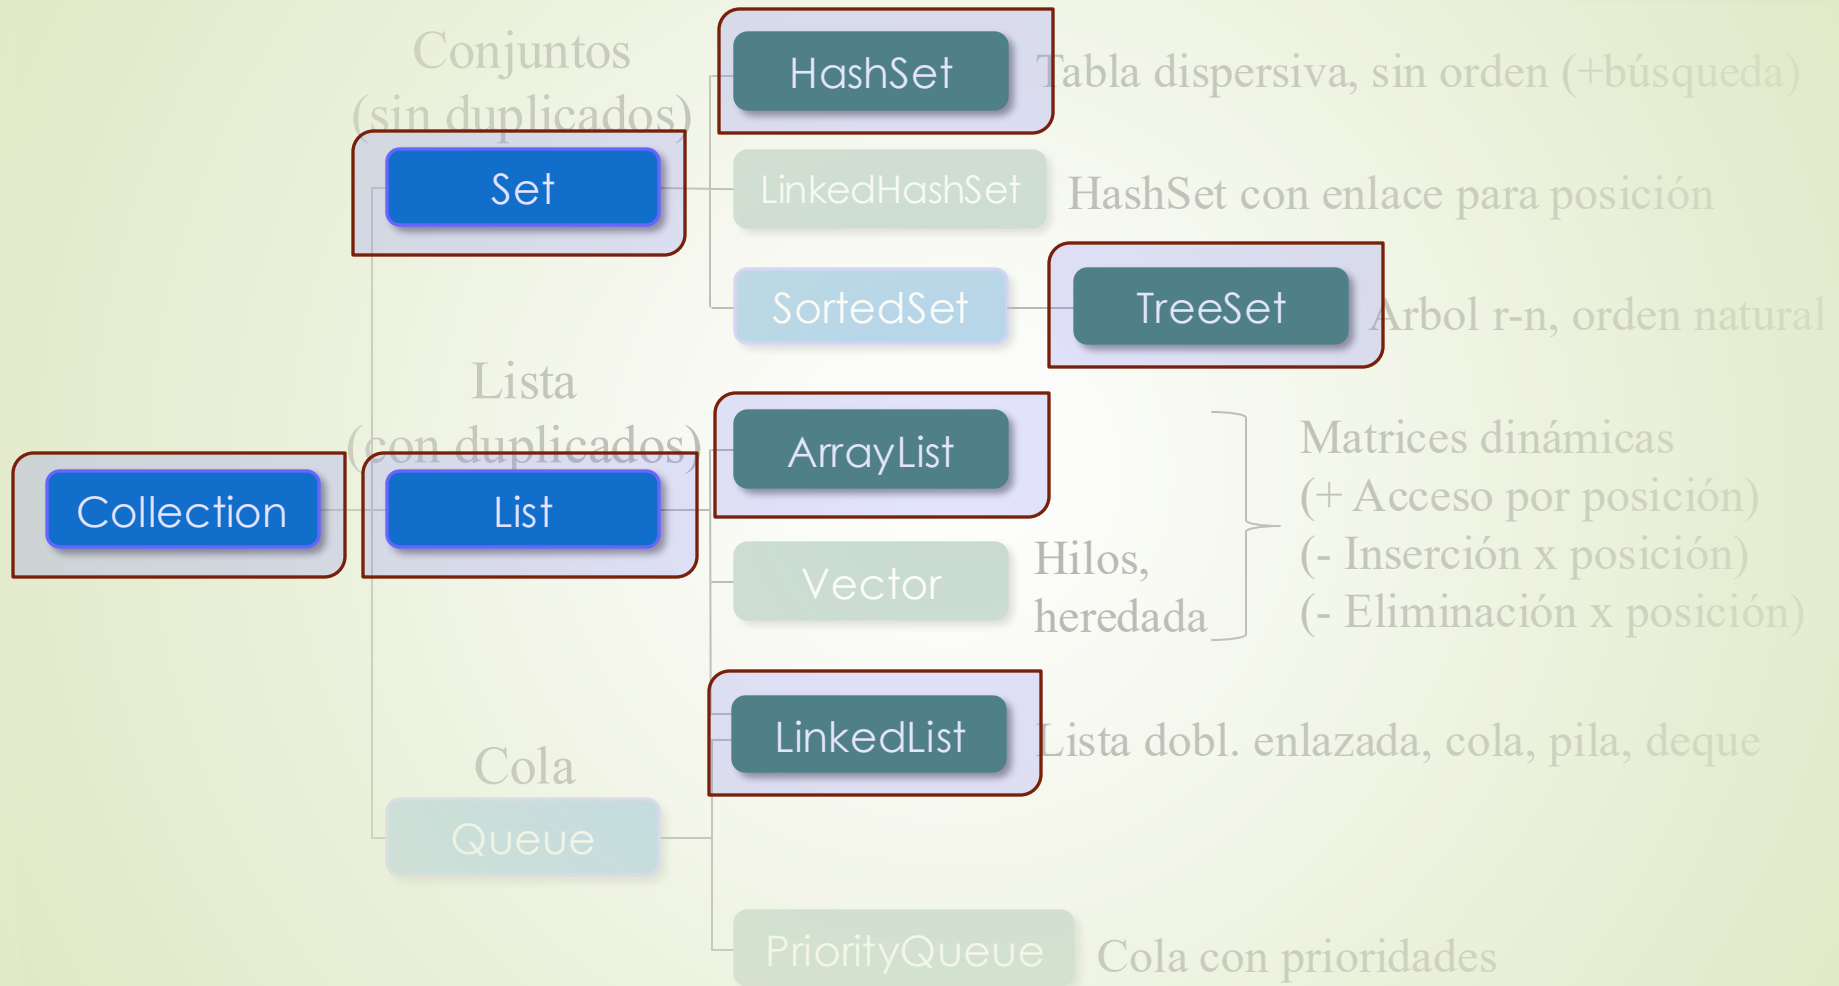 Conjuntos
(sin duplicados)
HashSet
Tabla dispersiva, sin orden (+búsqueda)
Set
LinkedHashSet
HashSet con enlace para posición
SortedSet
TreeSet
Arbol r-n, orden natural
Lista
(con duplicados)
ArrayList
Matrices dinámicas
(+ Acceso por posición)
(- Inserción x posición)
(- Eliminación x posición)
Collection
List
Vector
Hilos,
heredada
LinkedList
Lista dobl. enlazada, cola, pila, deque
Cola
Queue
PriorityQueue
Cola con prioridades